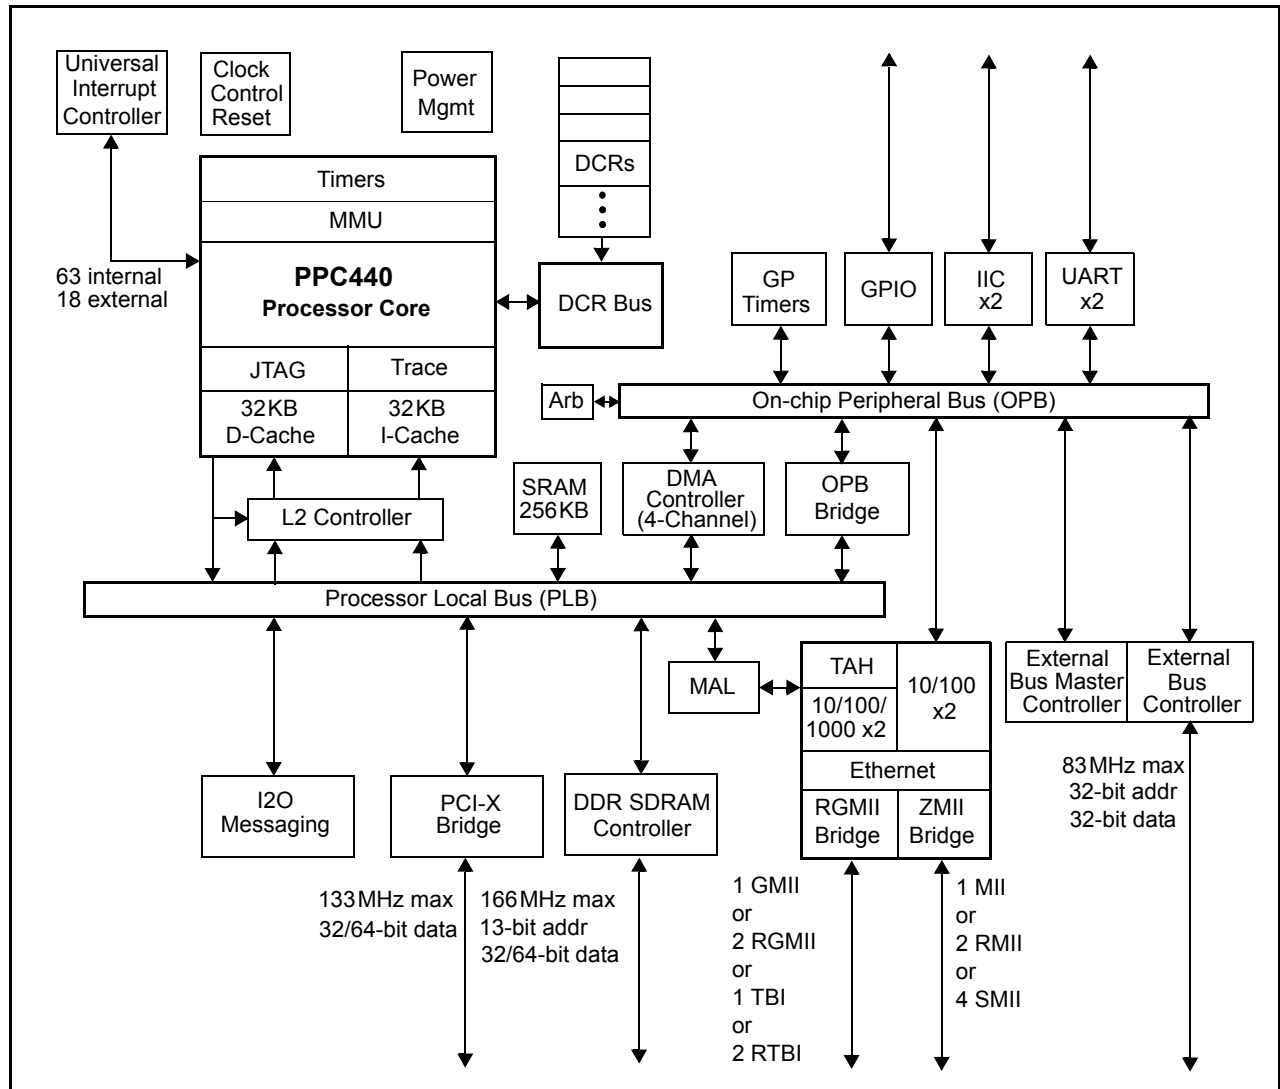 Universal
Interrupt
Controller
Clock
Control
Reset
Power
Mgmt
DCRs
Timers
MMU
PPC440
Processor Core
63 internal
18 external
DCR Bus
GP
Timers
GPIO
IIC
x2
UART
x2
JTAG
Trace
32KB
D-Cache
32KB
I-Cache
Arb
On-chip Peripheral Bus (OPB)
L2 Controller
SRAM
256KB
DMA
Controller
(4-Channel)
OPB
Bridge
Processor Local Bus (PLB)
MAL
TAH
10/100/
1000 x2
10/100
x2
Ethernet
RGMII
Bridge
ZMII
Bridge
External
Bus Master
Controller
External
Bus
Controller
I2O
Messaging
PCI-X
Bridge
DDR SDRAM
Controller
83MHz max
32-bit addr
32-bit data
133MHz max
32/64-bit data
166MHz max
13-bit addr
32/64-bit data
1 GMII
or
2 RGMII
or
1 TBI
or
2 RTBI
1 MII
or
2 RMII
or
4 SMII